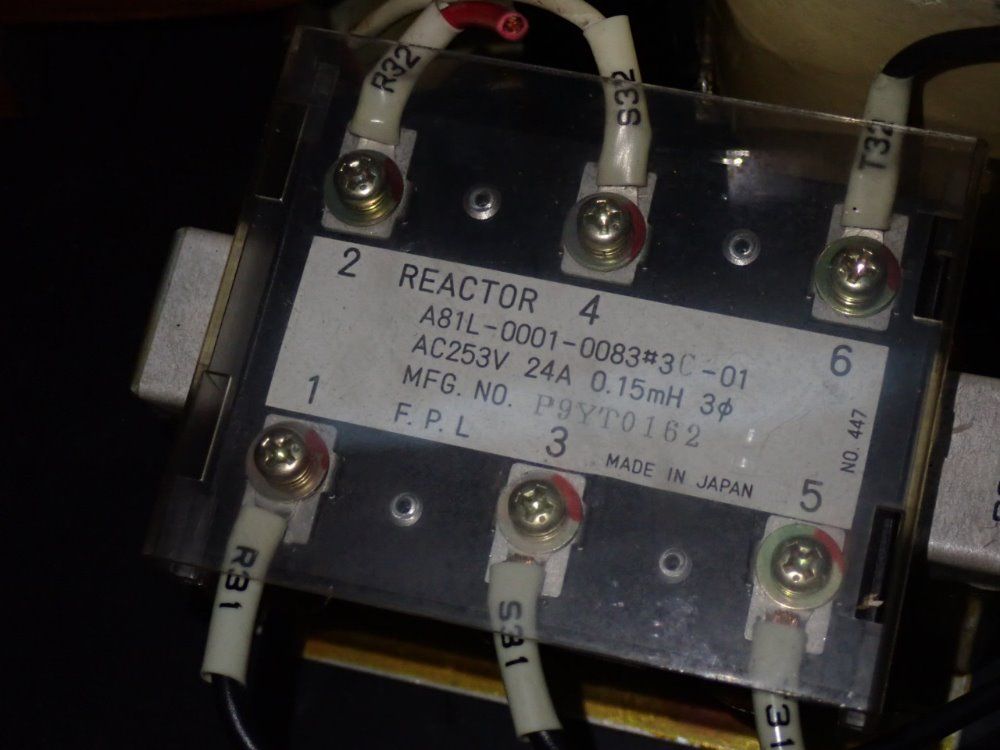 R32
S32
T32
2 REACTOR 4
A81L-0001-0083#3C-01
AC253V 24A 0.15mH 3φ
6
1 MFG. NO. P9YT0162
F.P.L 3
MADE IN JAPAN
5
NO. 447
R31
S31
31